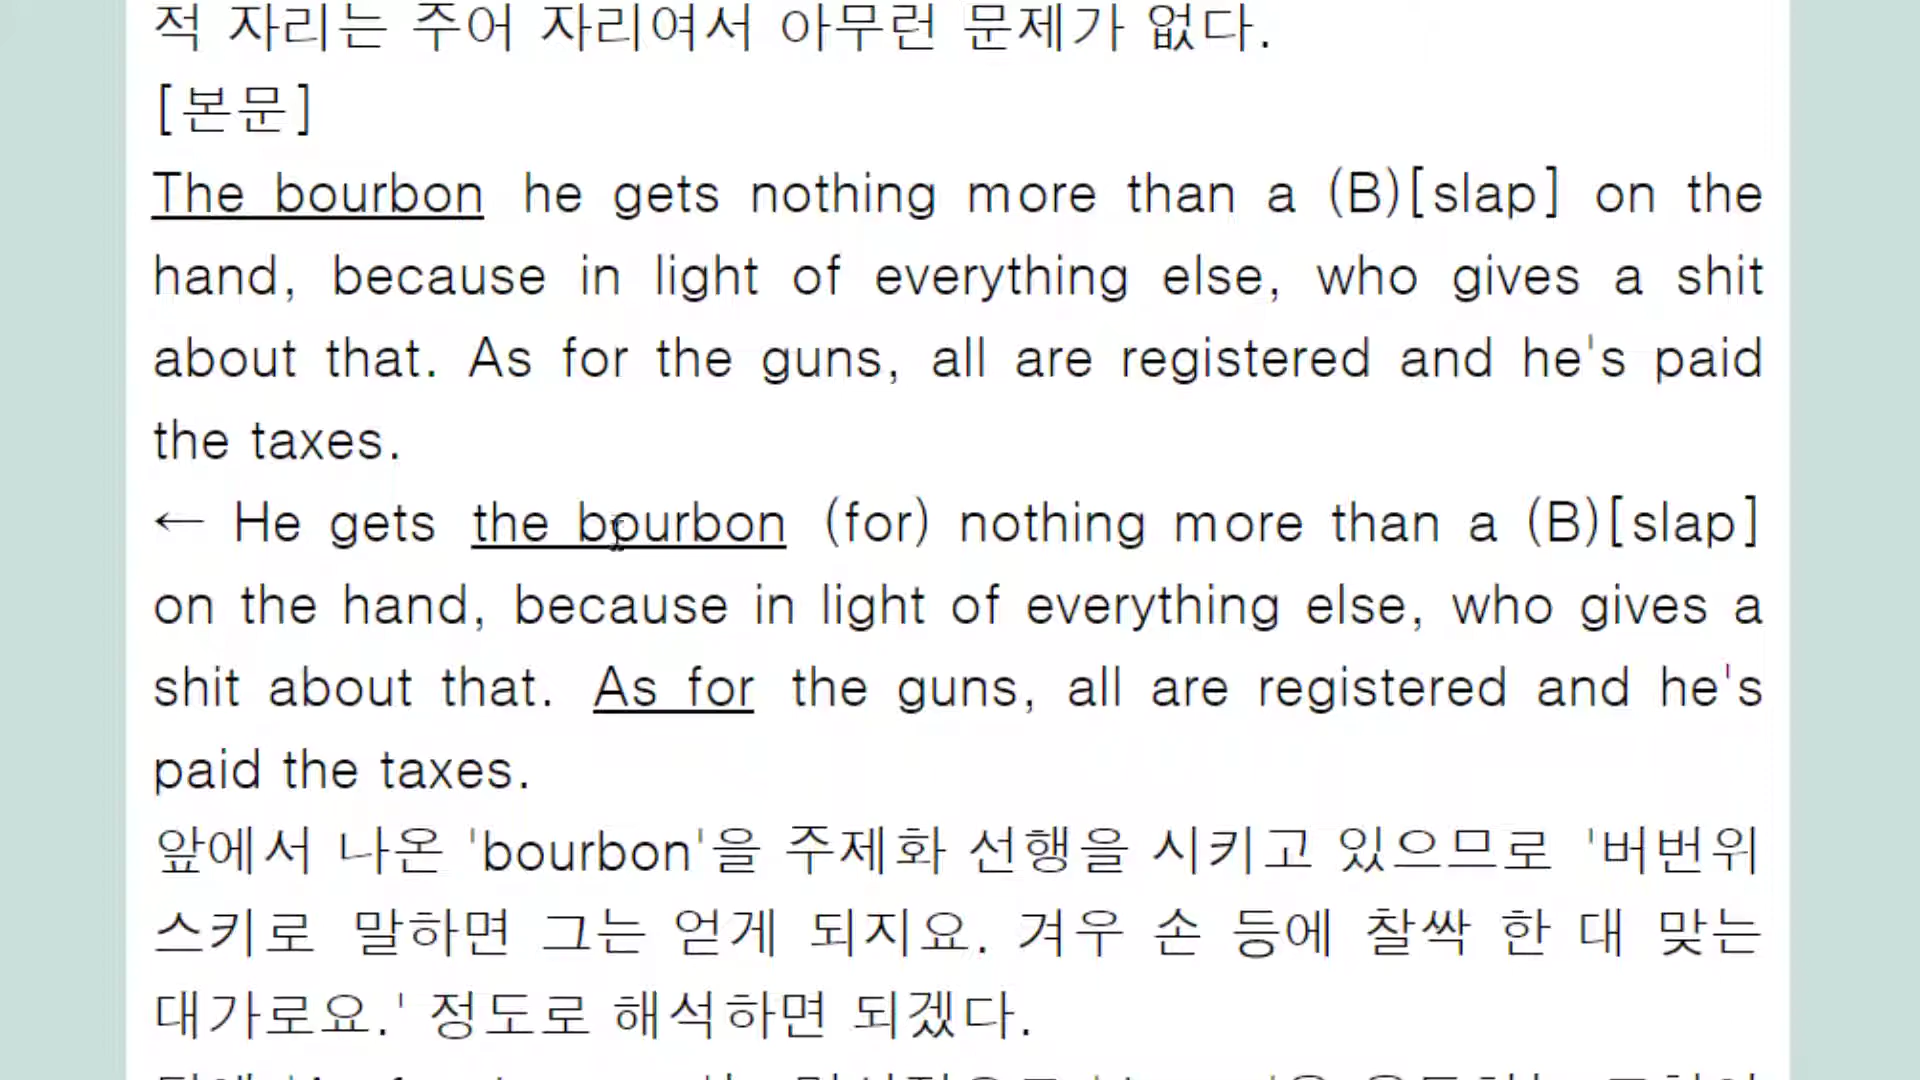 적 자리는 주어 자리여서 아무런 문제가 없다.
[본문]
The bourbon he gets nothing more than a (B)[slap] on the
hand, because in light of everything else, who gives a shit
about that. As for the guns, all are registered and he's paid
the taxes.
← He gets the bourbon (for) nothing more than a (B)[slap]
on the hand, because in light of everything else, who gives a
shit about that. As for the guns, all are registered and he's
paid the taxes.
앞에서 나온 'bourbon'을 주제화 선행을 시키고 있으므로 '버번위
스키로 말하면 그는 얻게 되지요. 겨우 손 등에 찰싹 한 대 맞는
대가로요.' 정도로 해석하면 되겠다.